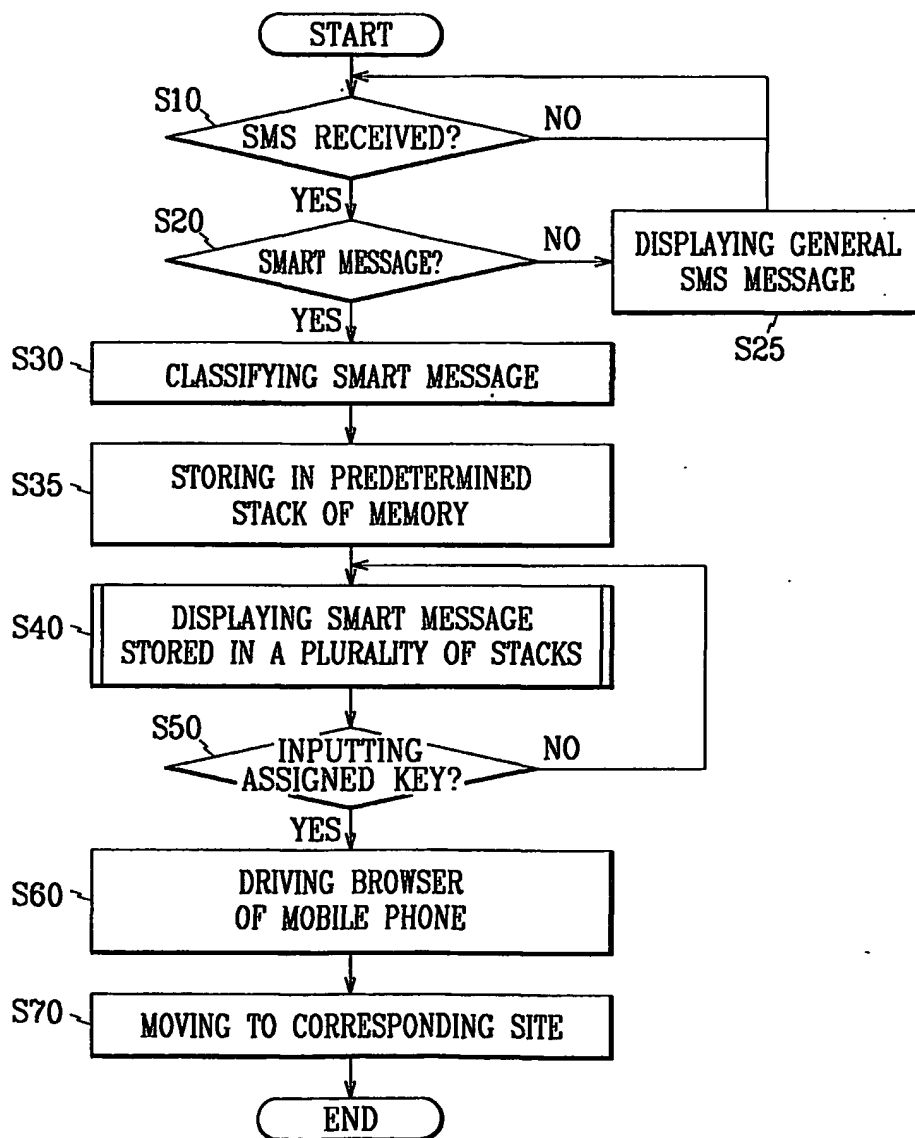 START
S10
SMS RECEIVED?
NO
YES
S20
SMART MESSAGE?
NO
DISPLAYING GENERAL
SMS MESSAGE
S25
YES
S30
CLASSIFYING SMART MESSAGE
S35
STORING IN PREDETERMINED
STACK OF MEMORY
S40
DISPLAYING SMART MESSAGE
STORED IN A PLURALITY OF STACKS
S50
INPUTTING
ASSIGNED KEY?
NO
YES
S60
DRIVING BROWSER
OF MOBILE PHONE
S70
MOVING TO CORRESPONDING SITE
END